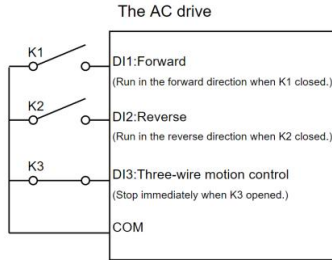 The AC drive
K1
DI1:Forward
(Run in the forward direction when K1 closed.)
K2
DI2:Reverse
(Run in the reverse direction when K2 closed.)
K3
DI3:Three-wire motion control
(Stop immediately when K3 opened.)
COM